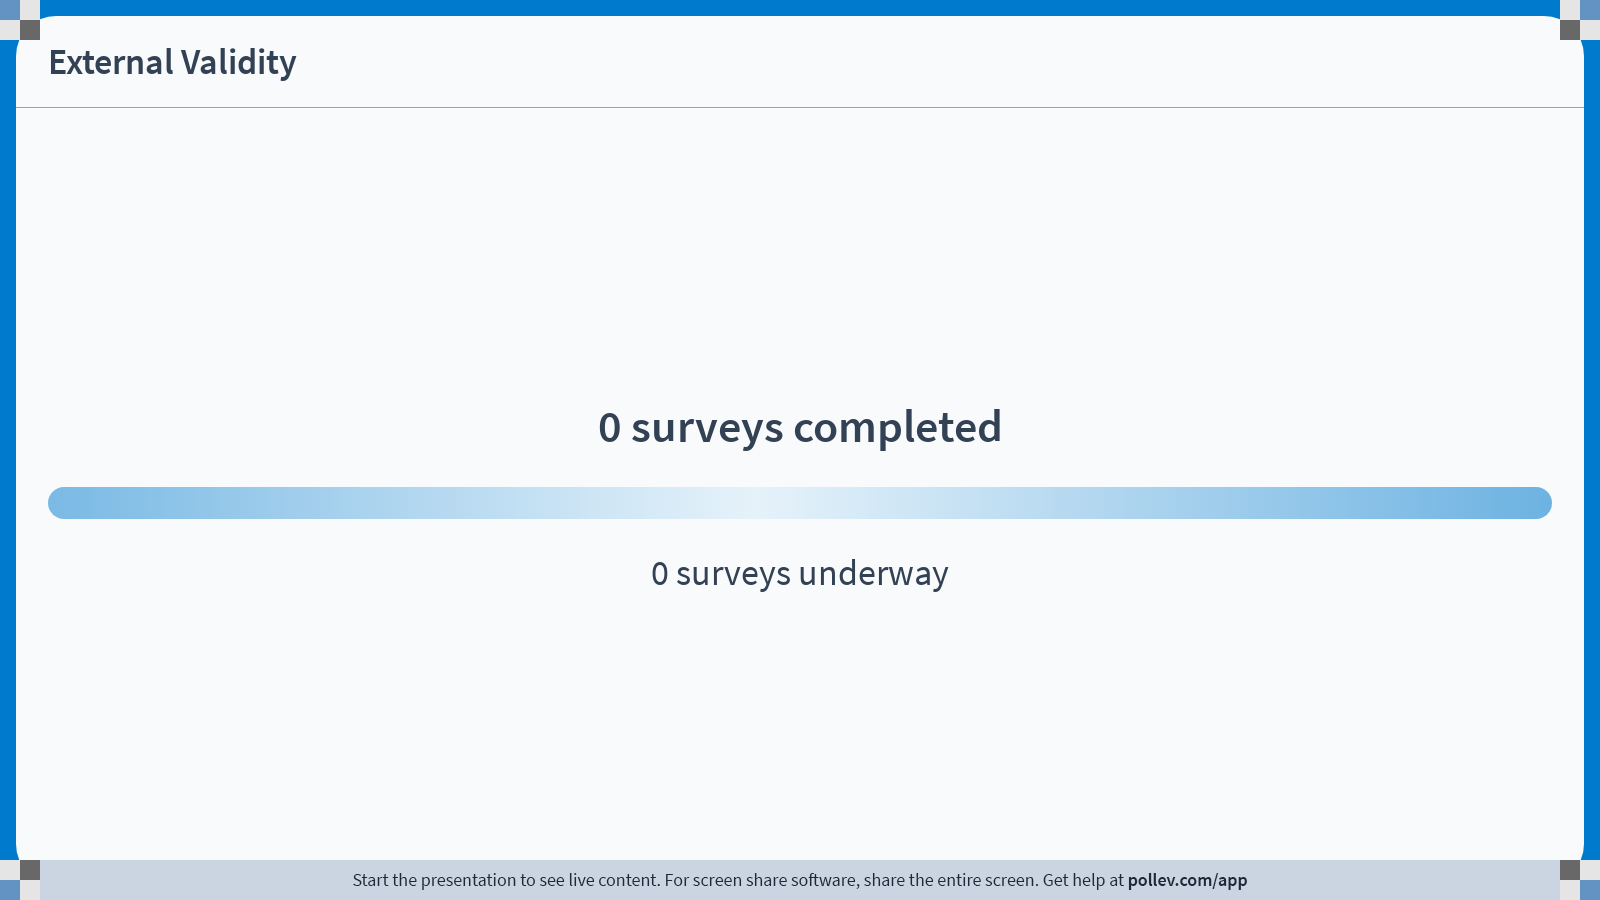 External Validity
0 surveys completed
0 surveys underway
Start the presentation to see live content. For screen share software, share the entire screen. Get help at pollev.com/app